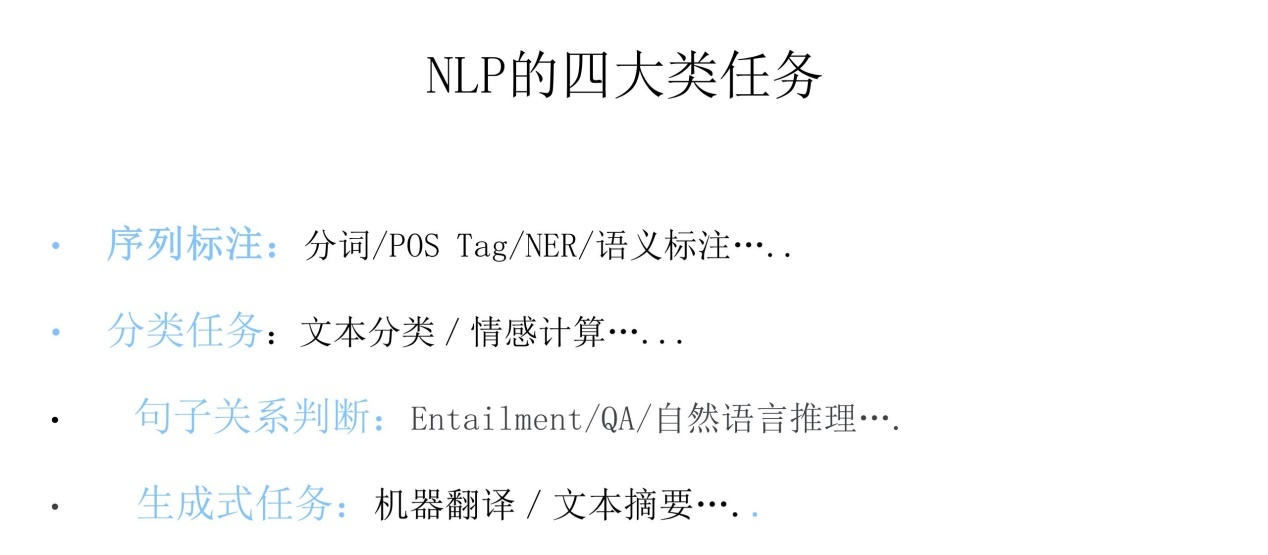 NLP的四大类任务
• 序列标注：分词/POS Tag/NER/语义标注…..
• 分类任务：文本分类/情感计算…...
• 句子关系判断：Entailment/QA/自然语言推理….
• 生成式任务：机器翻译/文本摘要…..